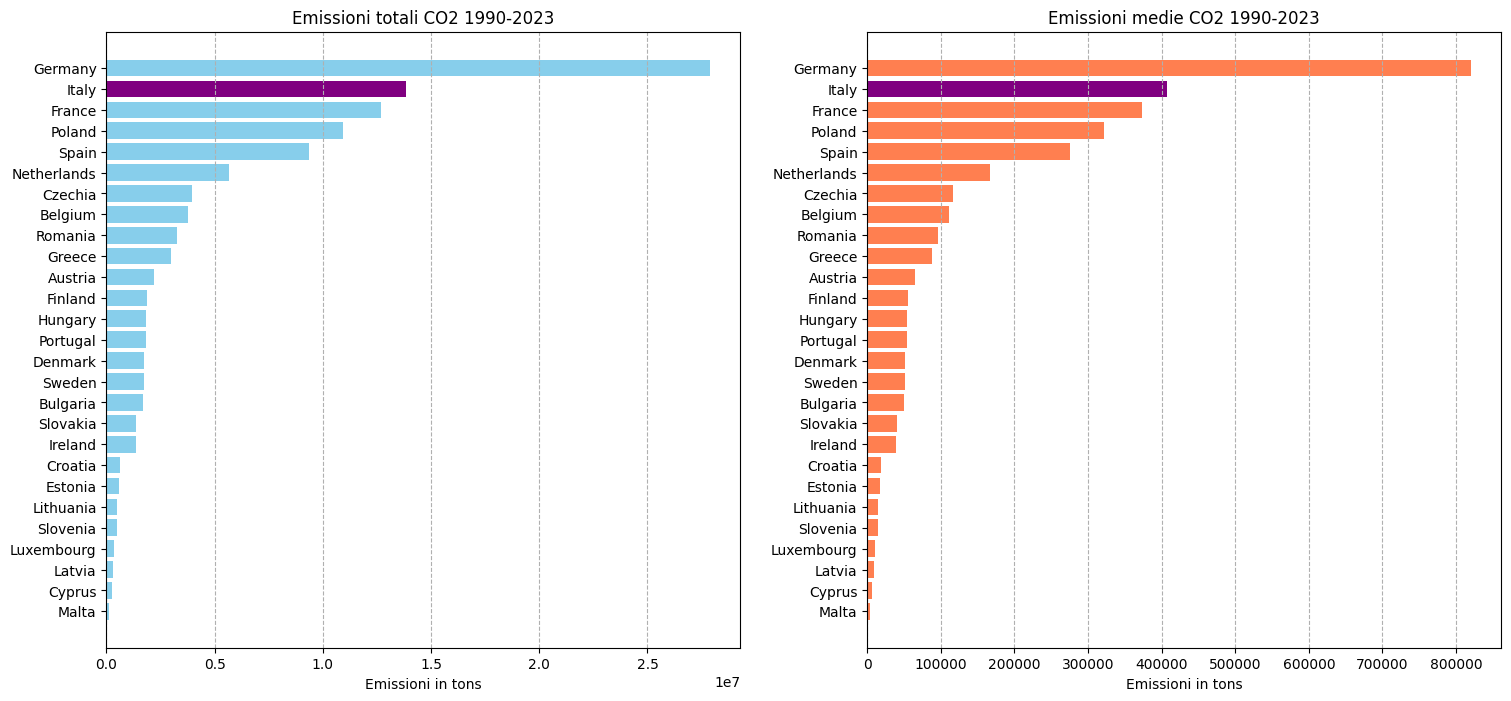 Emissioni totali CO2 1990-2023
Germany
Italy
France
Poland
Spain
Netherlands
Czechia
Belgium
Romania
Greece
Austria
Finland
Hungary
Portugal
Denmark
Sweden
Bulgaria
Slovakia
Ireland
Croatia
Estonia
Lithuania
Slovenia
Luxembourg
Latvia
Cyprus
Malta
0.0 0.5 1.0 1.5 2.0 2.5
1e7
Emissioni in tons
Emissioni medie CO2 1990-2023
Germany
Italy
France
Poland
Spain
Netherlands
Czechia
Belgium
Romania
Greece
Austria
Finland
Hungary
Portugal
Denmark
Sweden
Bulgaria
Slovakia
Ireland
Croatia
Estonia
Lithuania
Slovenia
Luxembourg
Latvia
Cyprus
Malta
0 100000 200000 300000 400000 500000 600000 700000 800000
Emissioni in tons